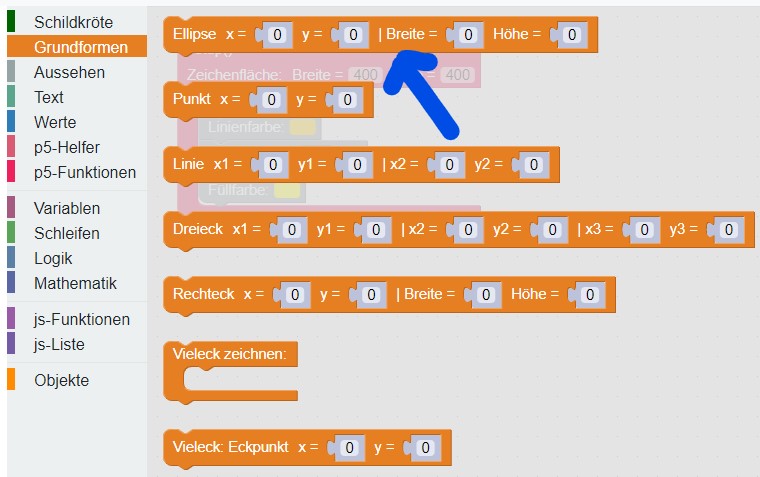 Schildkröte
Grundformen
Aussehen
Text
Werte
p5-Helfer
p5-Funktionen
Variablen
Schleifen
Logik
Mathematik
js-Funktionen
js-Liste
Objekte
Ellipse x = 0 y = 0 | Breite = 0 Höhe = 0
Zeichenfläche: Breite = 400 = 400
Punkt x = 0 y = 0
Linienfarbe:
Linie x1 = 0 y1 = 0 | x2 = 0 y2 = 0
Füllfarbe:
Dreieck x1 = 0 y1 = 0 | x2 = 0 y2 = 0 | x3 = 0 y3 = 0
Rechteck x = 0 y = 0 | Breite = 0 Höhe = 0
Vieleck zeichnen:
Vieleck: Eckpunkt x = 0 y = 0